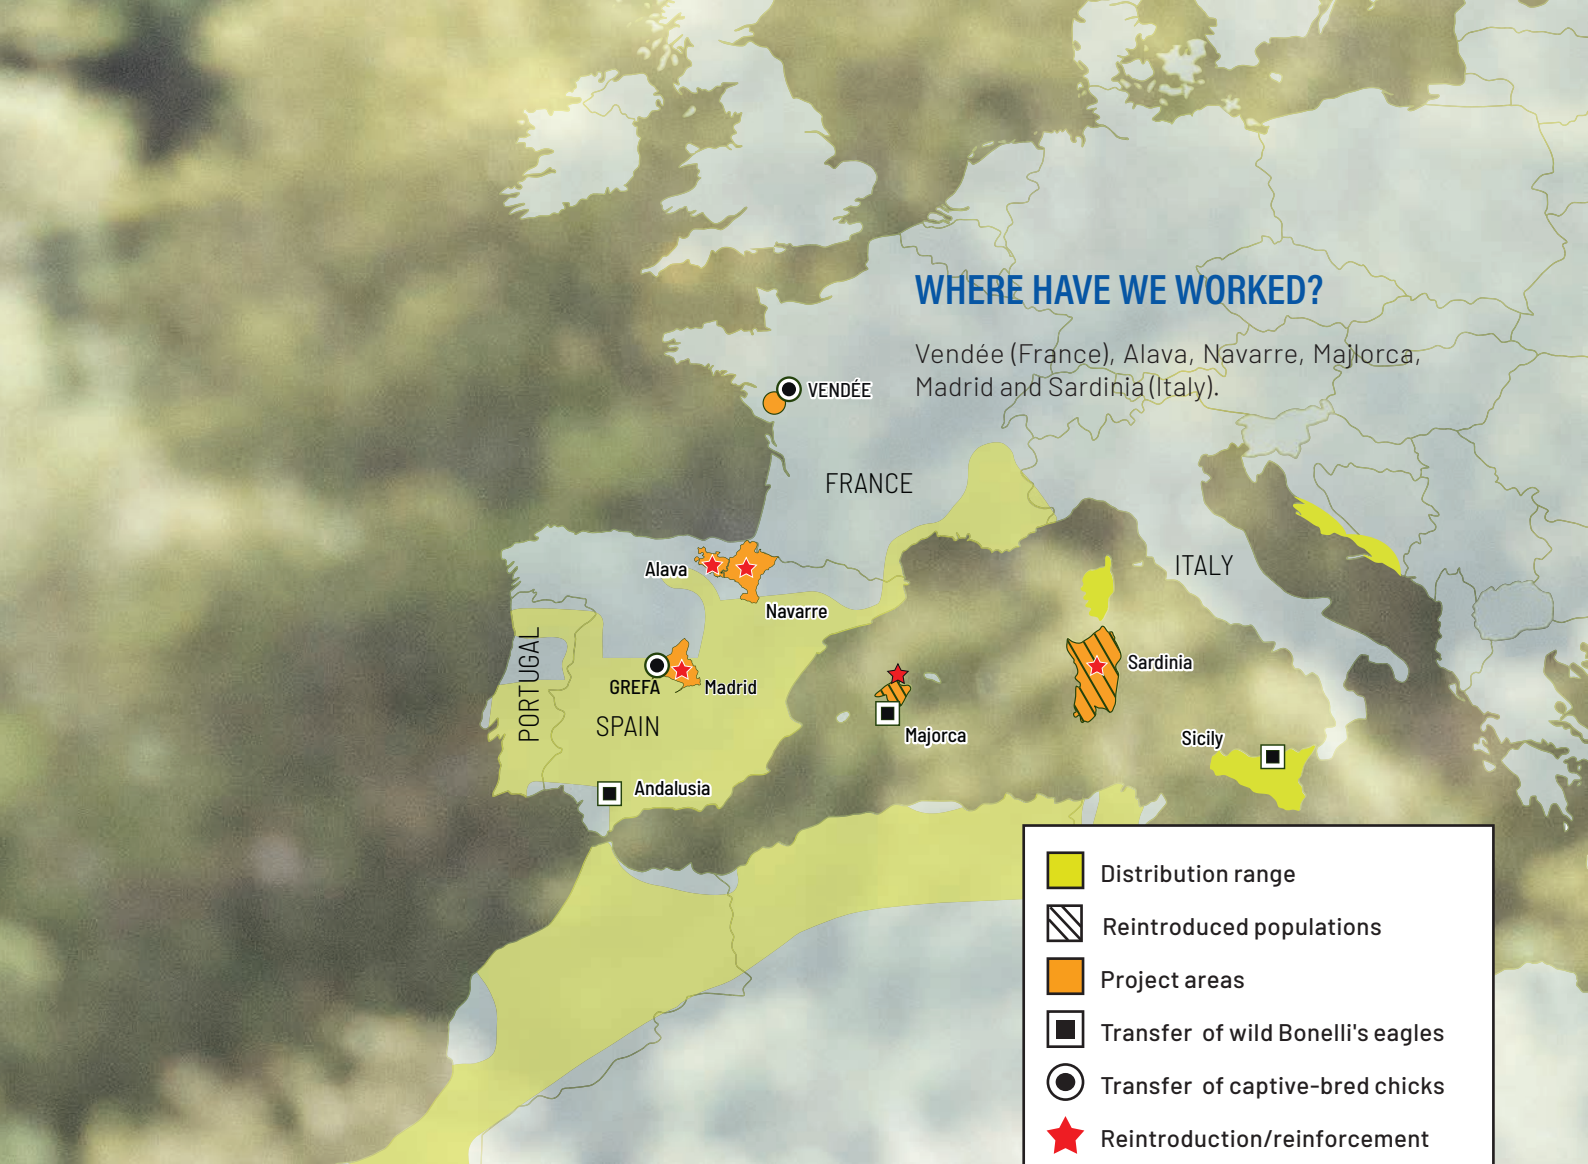 WHERE HAVE WE WORKED?
Vendée (France), Alava, Navarre, Majlorca,
Madrid and Sardinia (Italy).
VENDÉE
FRANCE
ITALY
Alava
Navarre
PORTUGAL
GREFA
Madrid
SPAIN
Sardinia
Majorca
Sicily
Andalusia
Distribution range
Reintroduced populations
Project areas
Transfer of wild Bonelli's eagles
Transfer of captive-bred chicks
Reintroduction/reinforcement